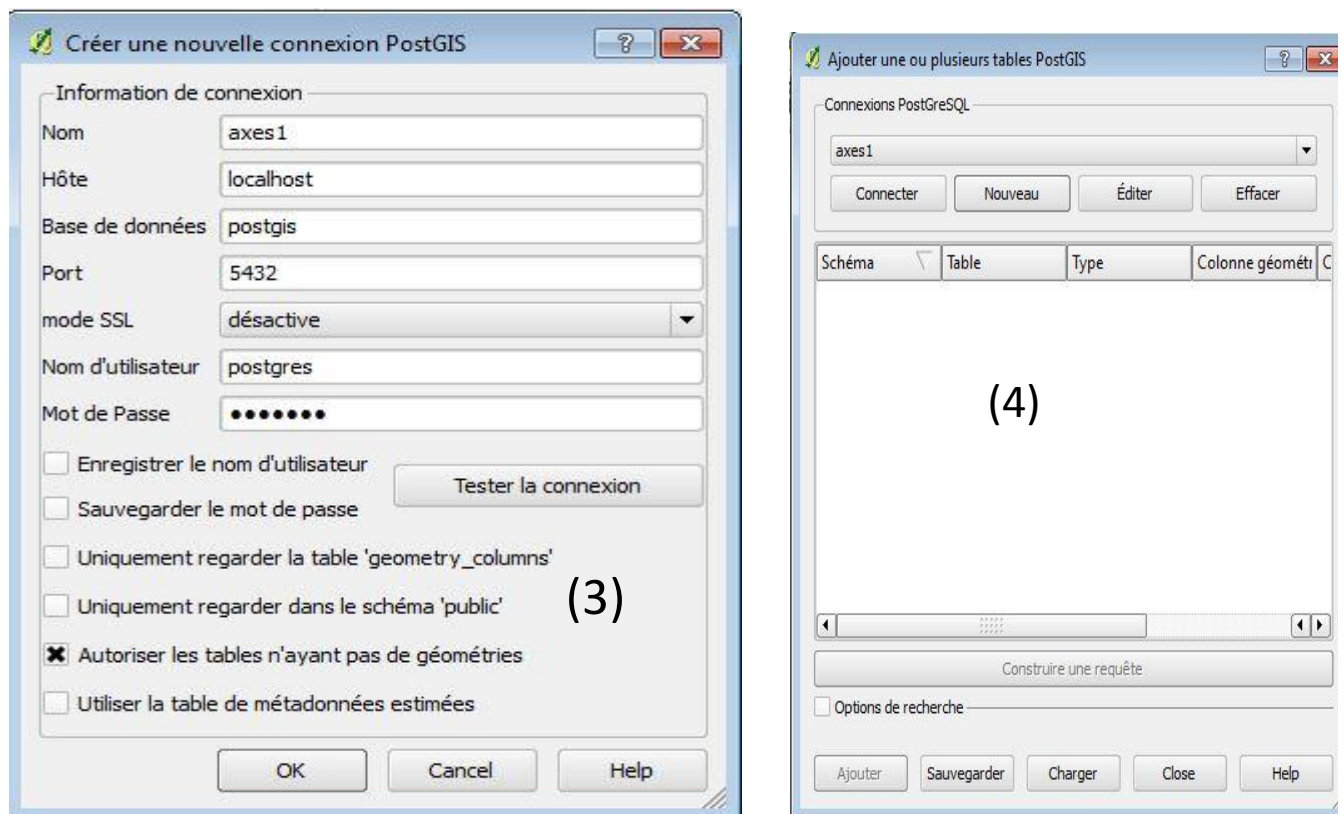 Créer une nouvelle connexion PostGIS
Information de connexion
Nom axes1
Hôte localhost
Base de données postgis
Port 5432
mode SSL désactive
Nom d'utilisateur postgres
Mot de Passe •••••••
Enregistrer le nom d'utilisateur
Tester la connexion
Sauvegarder le mot de passe
Uniquement regarder la table 'geometry_columns'
Uniquement regarder dans le schéma 'public'
(3)
Autoriser les tables n'ayant pas de géométries
Utiliser la table de métadonnées estimées
OK Cancel Help
Ajouter une ou plusieurs tables PostGIS
Connexions PostGreSQL
axes1
Connecter Nouveau Éditer Effacer
Schéma Table Type Colonne géométr C
(4)
Construire une requête
Options de recherche
Ajouter Sauvegarder Charger Close Help